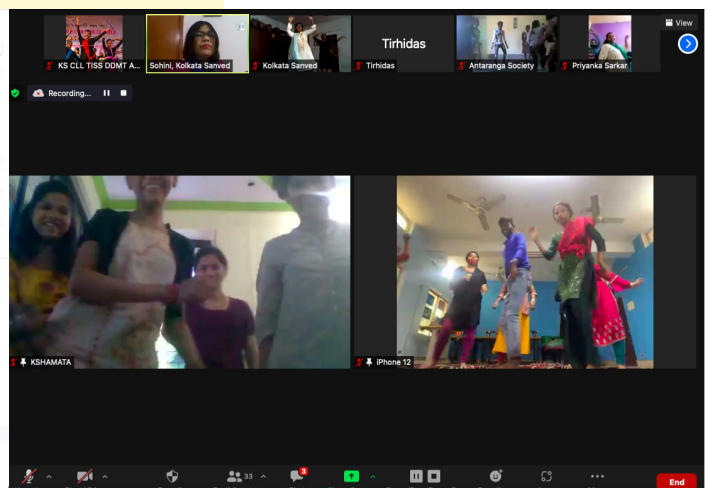 View
Tirhidas
KS CLL TISS DDMT A...
Sohini, Kolkata Sanved
Kolkata Sanved
Tirhidas
Antaranga Society
Priyanka Sarkar
Recording...
KSHAMATA
iPhone 12
33
3
End